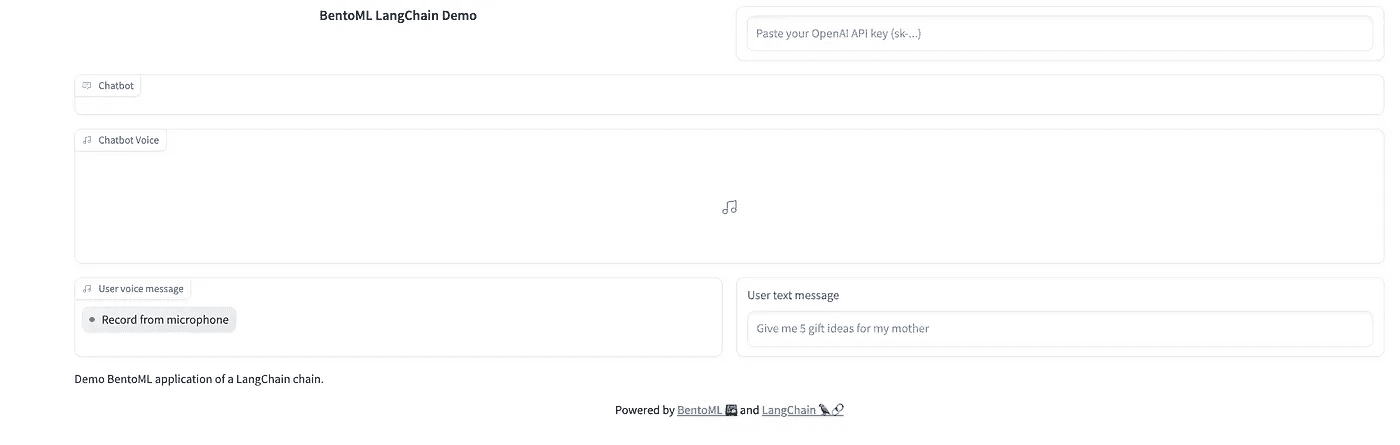 BentoML LangChain Demo
Paste your OpenAI API key (sk-...)
Chatbot
Chatbot Voice
User voice message
Record from microphone
User text message
Give me 5 gift ideas for my mother
Demo BentoML application of a LangChain chain.
Powered by BentoML 🍱 and LangChain 🦜🔗